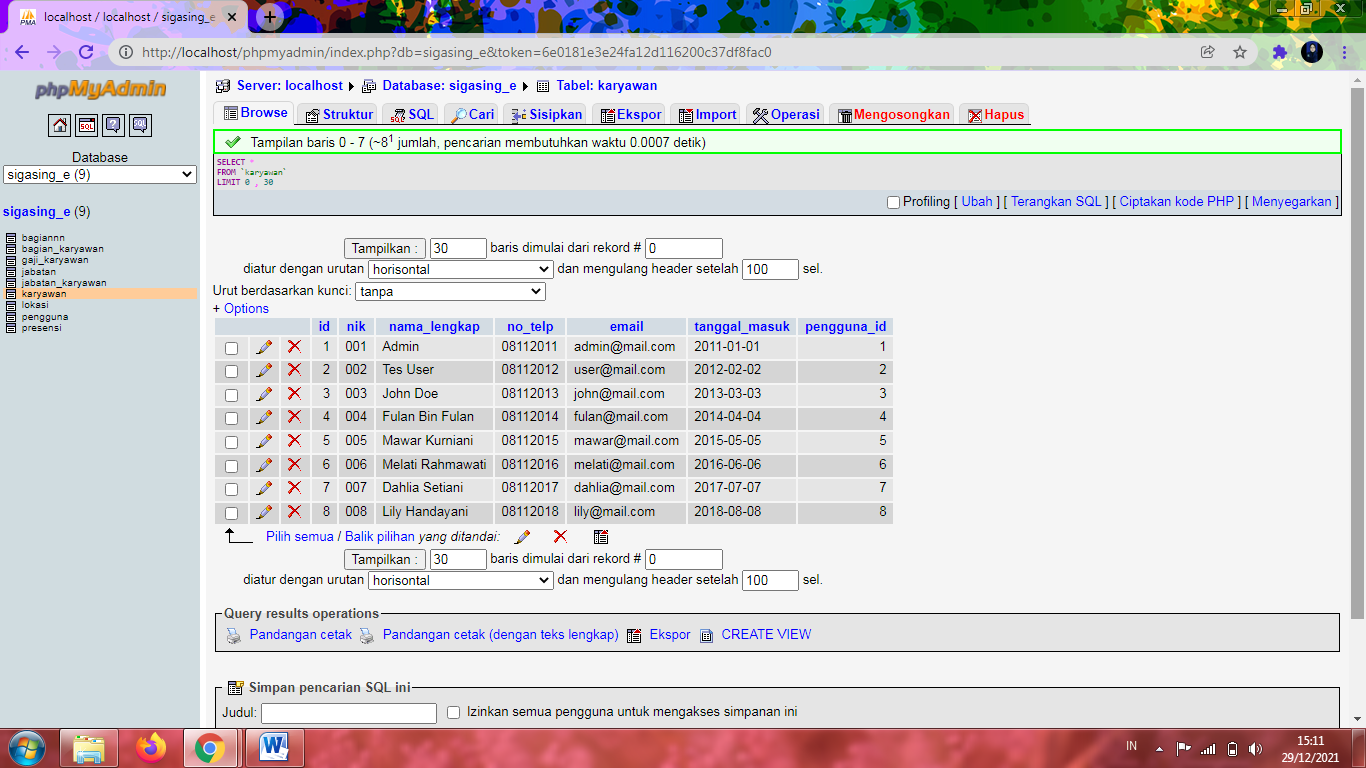 localhost / localhost / sigasing_e
http://localhost/phpmyadmin/index.php?db=sigasing_e&token=6e0181e3e24fa12d116200c37df8fac0
phpMyAdmin
Database
sigasing_e (9)
sigasing_e (9)
bagiannn
bagian_karyawan
gaji_karyawan
jabatan
jabatan_karyawan
karyawan
lokasi
pengguna
presensi
Server: localhost Database: sigasing_e Tabel: karyawan
Browse Struktur SQL Cari Sisipkan Ekspor Import Operasi Mengosongkan Hapus
Tampilan baris 0 - 7 (~8¹ jumlah, pencarian membutuhkan waktu 0.0007 detik)
SELECT *
FROM `karyawan`
LIMIT 0 , 30
Profiling [ Ubah ] [ Terangkan SQL ] [ Ciptakan kode PHP ] [ Menyegarkan ]
Tampilkan : 30 baris dimulai dari rekord # 0
diatur dengan urutan horisontal dan mengulang header setelah 100 sel.
Urut berdasarkan kunci: tanpa
+ Options
id nik nama_lengkap no_telp email tanggal_masuk pengguna_id
1 001 Admin 08112011 admin@mail.com 2011-01-01 1
2 002 Tes User 08112012 user@mail.com 2012-02-02 2
3 003 John Doe 08112013 john@mail.com 2013-03-03 3
4 004 Fulan Bin Fulan 08112014 fulan@mail.com 2014-04-04 4
5 005 Mawar Kurniani 08112015 mawar@mail.com 2015-05-05 5
6 006 Melati Rahmawati 08112016 melati@mail.com 2016-06-06 6
7 007 Dahlia Setiani 08112017 dahlia@mail.com 2017-07-07 7
8 008 Lily Handayani 08112018 lily@mail.com 2018-08-08 8
Pilih semua / Balik pilihan yang ditandai:
Tampilkan : 30 baris dimulai dari rekord # 0
diatur dengan urutan horisontal dan mengulang header setelah 100 sel.
Query results operations
Pandangan cetak Pandangan cetak (dengan teks lengkap) Ekspor CREATE VIEW
Simpan pencarian SQL ini
Judul: Izinkan semua pengguna untuk mengakses simpanan ini
IN
15:11
29/12/2021